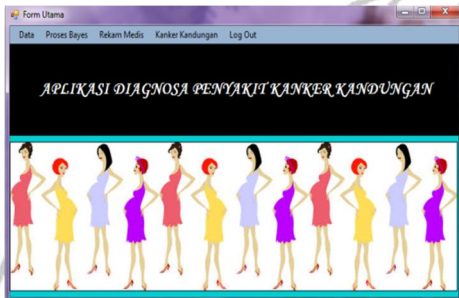 Form Utama
Data Proses Bayes Rekam Medis Kanker Kandungan Log Out
APLIKASI DIAGNOSA PENYAKIT KANKER KANDUNGAN